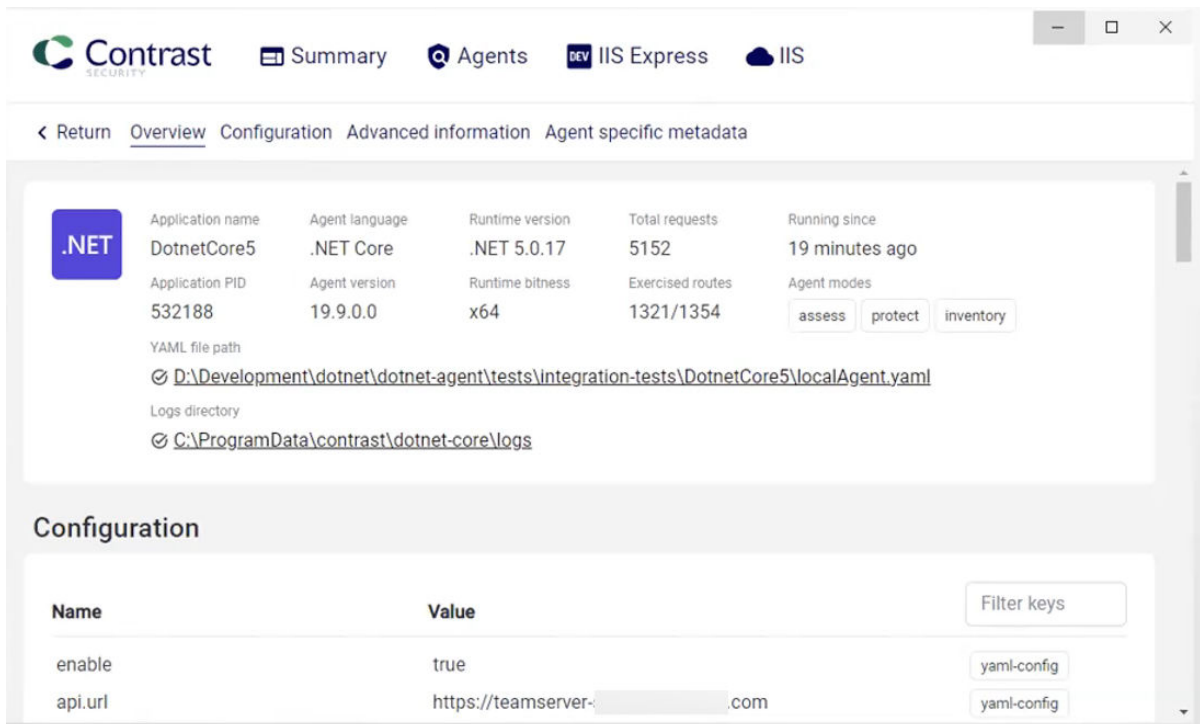 Contrast
SECURITY
Summary
Agents
DEV IIS Express
IIS
Return Overview Configuration Advanced information Agent specific metadata
.NET
Application name Agent language Runtime version Total requests Running since
DotnetCore5 .NET Core .NET 5.0.17 5152 19 minutes ago
Application PID Agent version Runtime bitness Exercised routes Agent modes
532188 19.9.0.0 x64 1321/1354 assess protect inventory
YAML file path
D:\Development\dotnet\dotnet-agent\tests\integration-tests\DotnetCore5\localAgent.yaml
Logs directory
C:\ProgramData\contrast\dotnet-core\logs
Configuration
Name Value Filter keys
enable true yaml-config
api.url https://teamserver- .com yaml-config